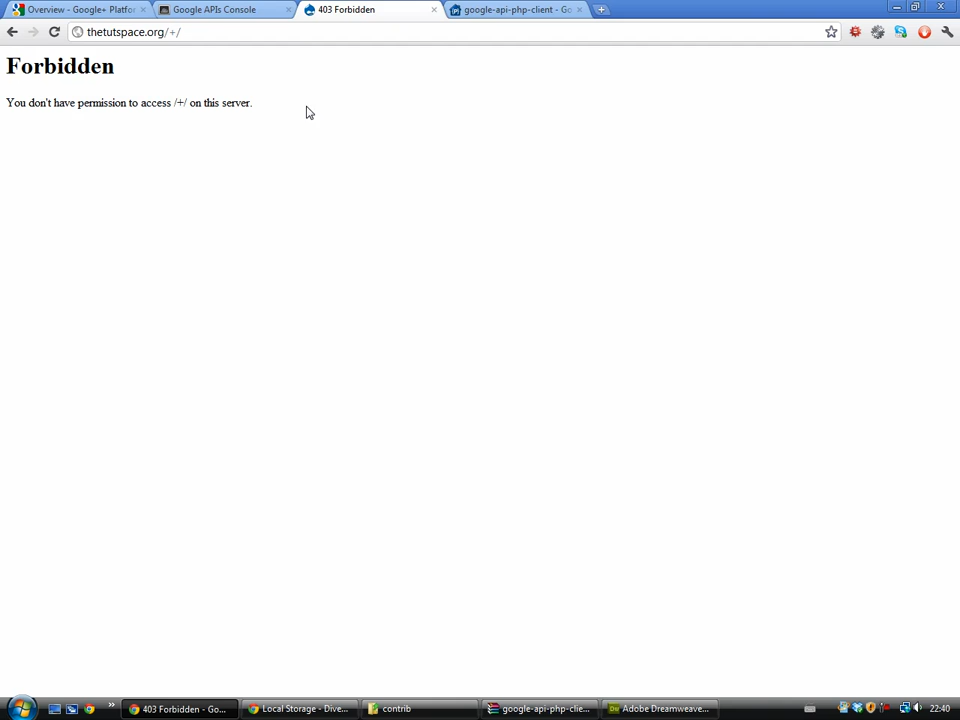 Overview - Google+ Platfor
Google APIs Console
403 Forbidden
google-api-php-client - Go
thetutspace.org/+/
Forbidden
You don't have permission to access /+/ on this server.
403 Forbidden - Go...
Local Storage - Dive...
contrib
google-api-php-clie...
Adobe Dreamweave...
22:40